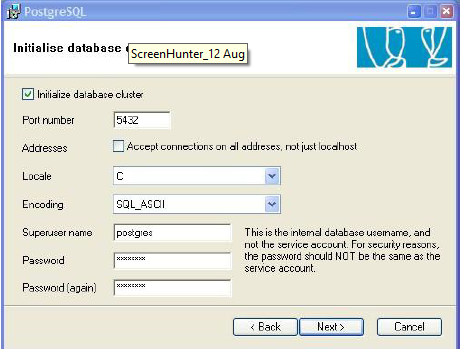 PostgreSQL
Initialise database
ScreenHunter_12 Aug
Initialize database cluster
Port number
5432
Addresses
Accept connections on all addreses, not just localhost
Locale
C
Encoding
SQL_ASCII
Superuser name
postgres
This is the internal database username, and
not the service account. For security reasons,
the password should NOT be the same as the
service account.
Password
********
Password (again)
********
< Back
Next >
Cancel